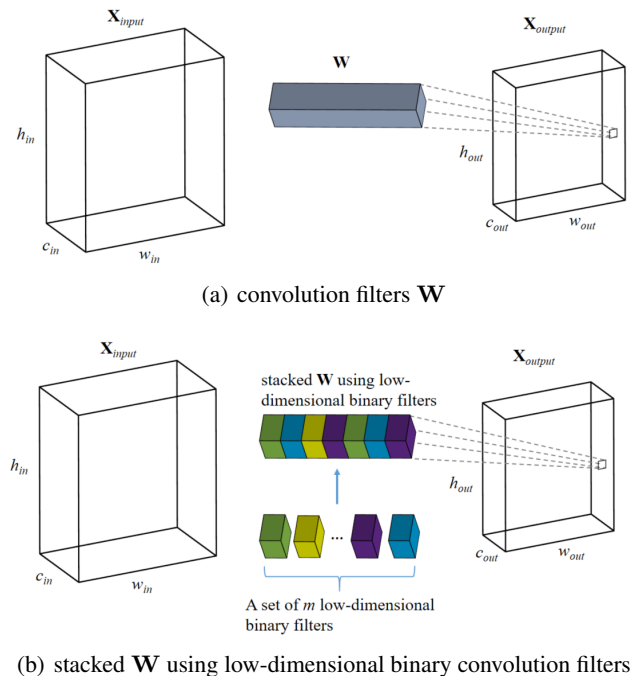 X_input
W
X_output
h_in
h_out
c_in
w_in
c_out
w_out
(a) convolution filters W
X_input
stacked W using low-
dimensional binary filters
X_output
h_in
h_out
...
c_in
w_in
c_out
w_out
A set of m low-dimensional
binary filters
(b) stacked W using low-dimensional binary convolution filters